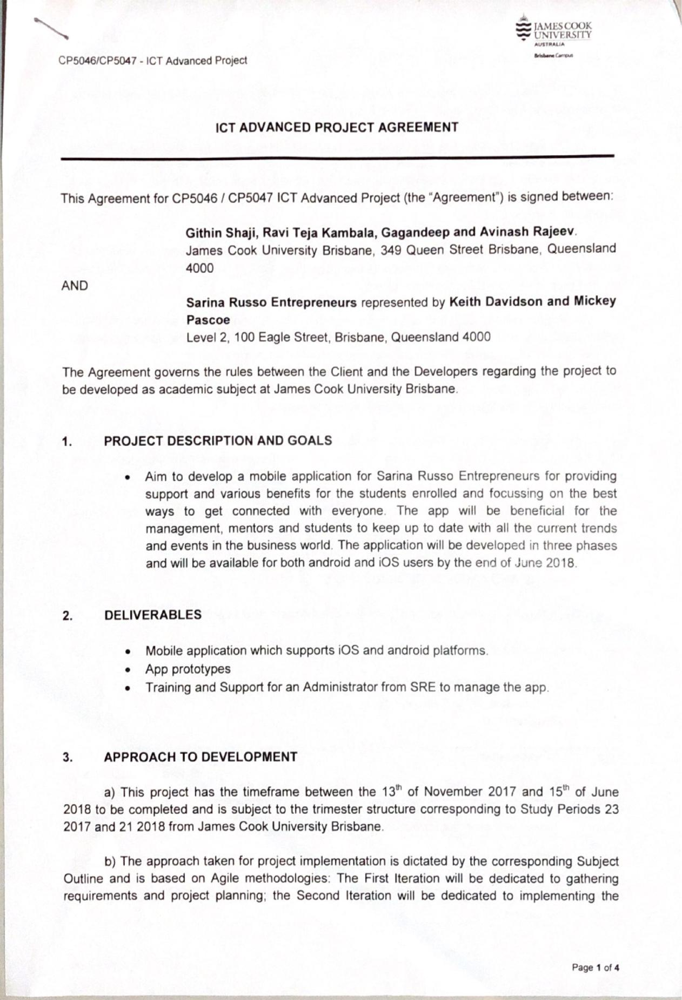 JAMES COOK
UNIVERSITY
AUSTRALIA
Brisbane Campus
CP5046/CP5047 - ICT Advanced Project
ICT ADVANCED PROJECT AGREEMENT
This Agreement for CP5046 / CP5047 ICT Advanced Project (the “Agreement”) is signed between:
Githin Shaji, Ravi Teja Kambala, Gagandeep and Avinash Rajeev.
James Cook University Brisbane, 349 Queen Street Brisbane, Queensland
4000
AND
Sarina Russo Entrepreneurs represented by Keith Davidson and Mickey
Pascoe
Level 2, 100 Eagle Street, Brisbane, Queensland 4000
The Agreement governs the rules between the Client and the Developers regarding the project to
be developed as academic subject at James Cook University Brisbane.
1. PROJECT DESCRIPTION AND GOALS
• Aim to develop a mobile application for Sarina Russo Entrepreneurs for providing
support and various benefits for the students enrolled and focussing on the best
ways to get connected with everyone. The app will be beneficial for the
management, mentors and students to keep up to date with all the current trends
and events in the business world. The application will be developed in three phases
and will be available for both android and iOS users by the end of June 2018.
2. DELIVERABLES
• Mobile application which supports iOS and android platforms.
• App prototypes
• Training and Support for an Administrator from SRE to manage the app.
3. APPROACH TO DEVELOPMENT
a) This project has the timeframe between the 13th of November 2017 and 15th of June
2018 to be completed and is subject to the trimester structure corresponding to Study Periods 23
2017 and 21 2018 from James Cook University Brisbane.
b) The approach taken for project implementation is dictated by the corresponding Subject
Outline and is based on Agile methodologies: The First Iteration will be dedicated to gathering
requirements and project planning; the Second Iteration will be dedicated to implementing the
Page 1 of 4